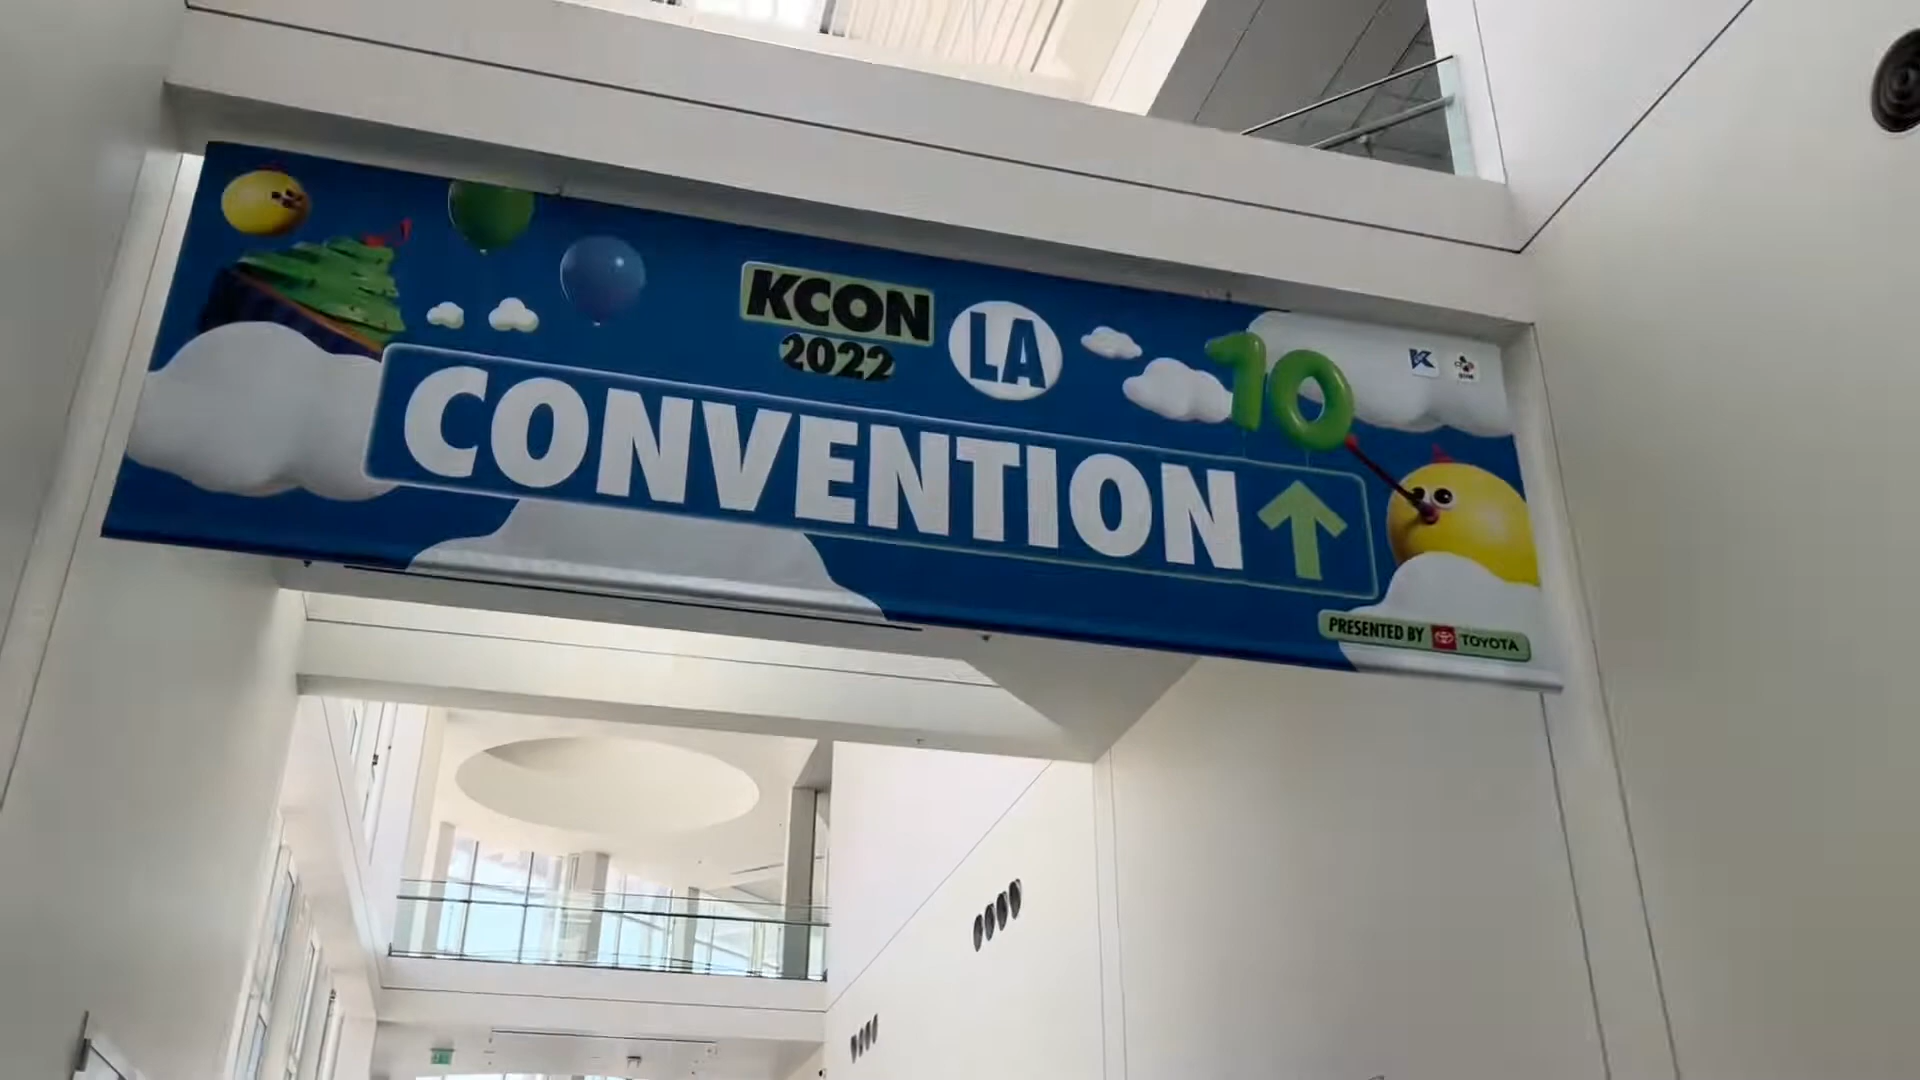 KCON
2022
LA
10
CONVENTION ↑
PRESENTED BY TOYOTA